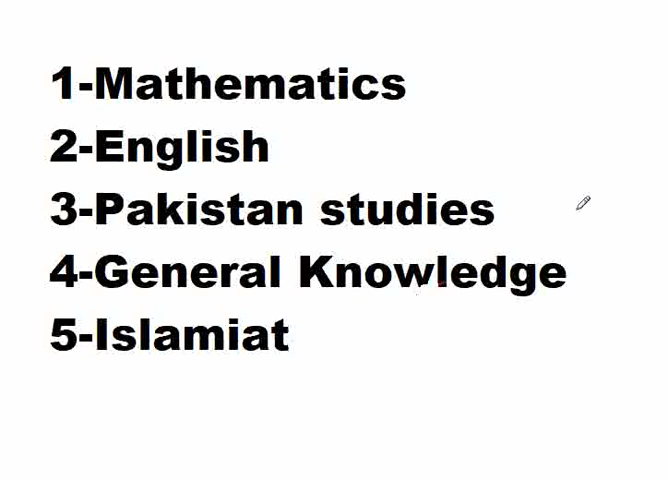 1-Mathematics
2-English
3-Pakistan studies
4-General Knowledge
5-Islamiat